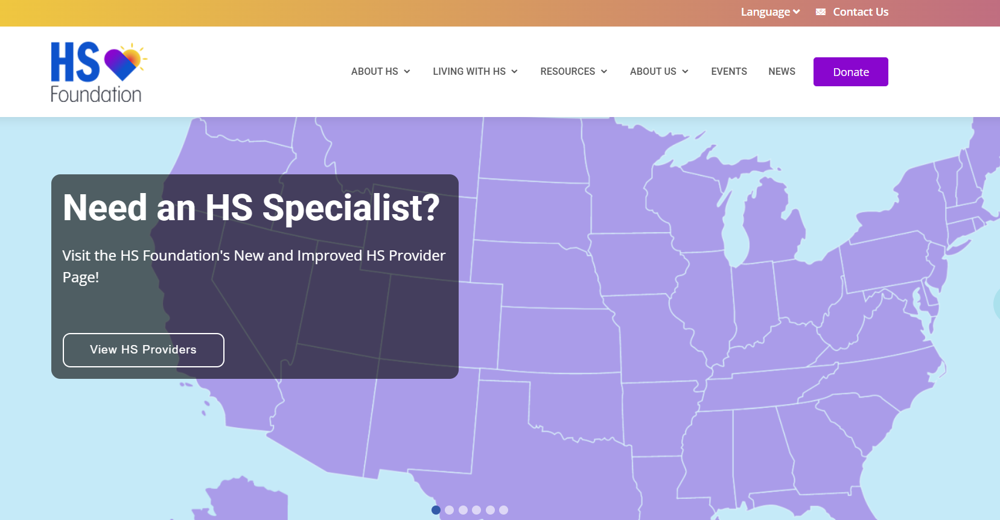 Language
Contact Us
HS
Foundation
ABOUT HS
LIVING WITH HS
RESOURCES
ABOUT US
EVENTS
NEWS
Donate
Need an HS Specialist?
Visit the HS Foundation's New and Improved HS Provider
Page!
View HS Providers